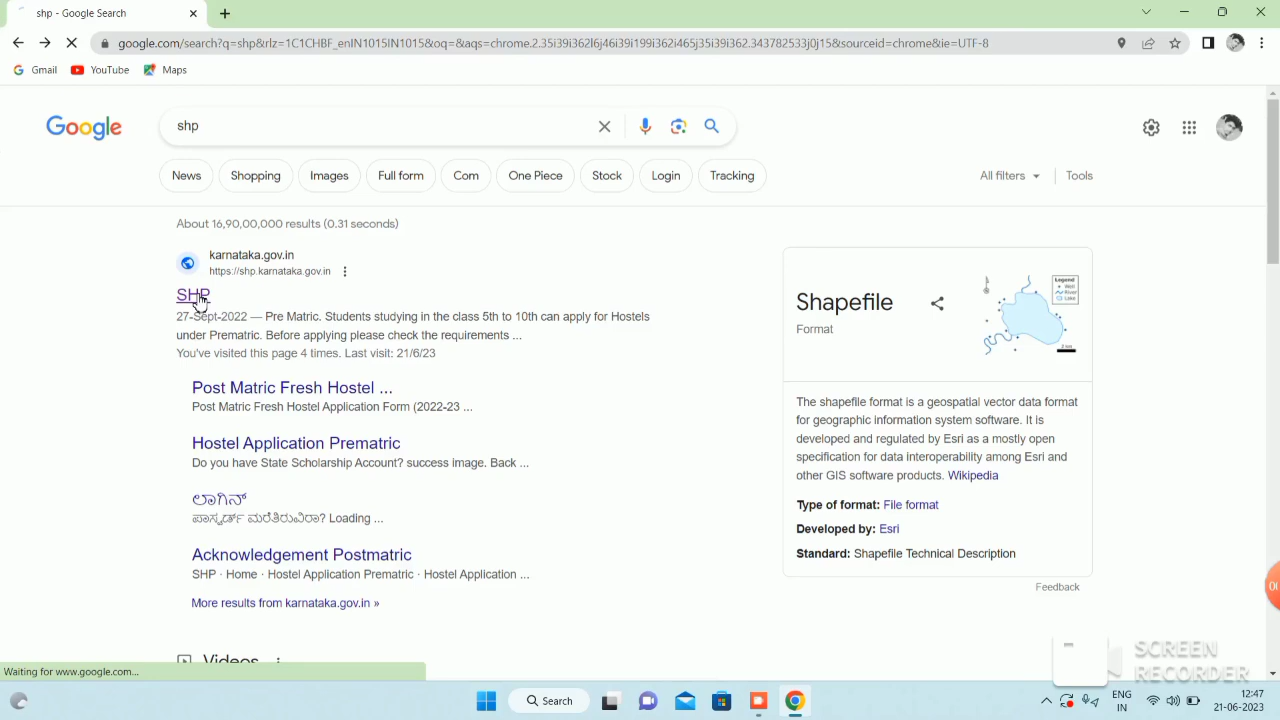 shp - Google Search
google.com/search?q=shp&rlz=1C1CHBF_enIN1015IN1015&oq=&aqs=chrome.2.35i39i362l6j46i39i199i362i465j35i39i362.343782533j0j15&sourceid=chrome&ie=UTF-8
Gmail YouTube Maps
Google shp
News Shopping Images Full form Com One Piece Stock Login Tracking All filters Tools
About 16,90,00,000 results (0.31 seconds)
karnataka.gov.in
https://shp.karnataka.gov.in
SHP
27-Sept-2022 — Pre Matric. Students studying in the class 5th to 10th can apply for Hostels
under Prematric. Before applying please check the requirements ...
You've visited this page 4 times. Last visit: 21/6/23
Post Matric Fresh Hostel ...
Post Matric Fresh Hostel Application Form (2022-23 ...
Hostel Application Prematric
Do you have State Scholarship Account? success image. Back ...
ಲಾಗಿನ್
ಪಾಸ್ವರ್ಡ್ ಮರೆತಿರುವಿರಾ? Loading ...
Acknowledgement Postmatric
SHP · Home · Hostel Application Prematric · Hostel Application ...
More results from karnataka.gov.in »
Videos
Shapefile
Format
Legend
Well
River
Lake
The shapefile format is a geospatial vector data format
for geographic information system software. It is
developed and regulated by Esri as a mostly open
specification for data interoperability among Esri and
other GIS software products. Wikipedia
Type of format: File format
Developed by: Esri
Standard: Shapefile Technical Description
Feedback
00
SCREEN
RECORDER
Waiting for www.google.com...
Search
ENG
IN
12:47
21-06-2023